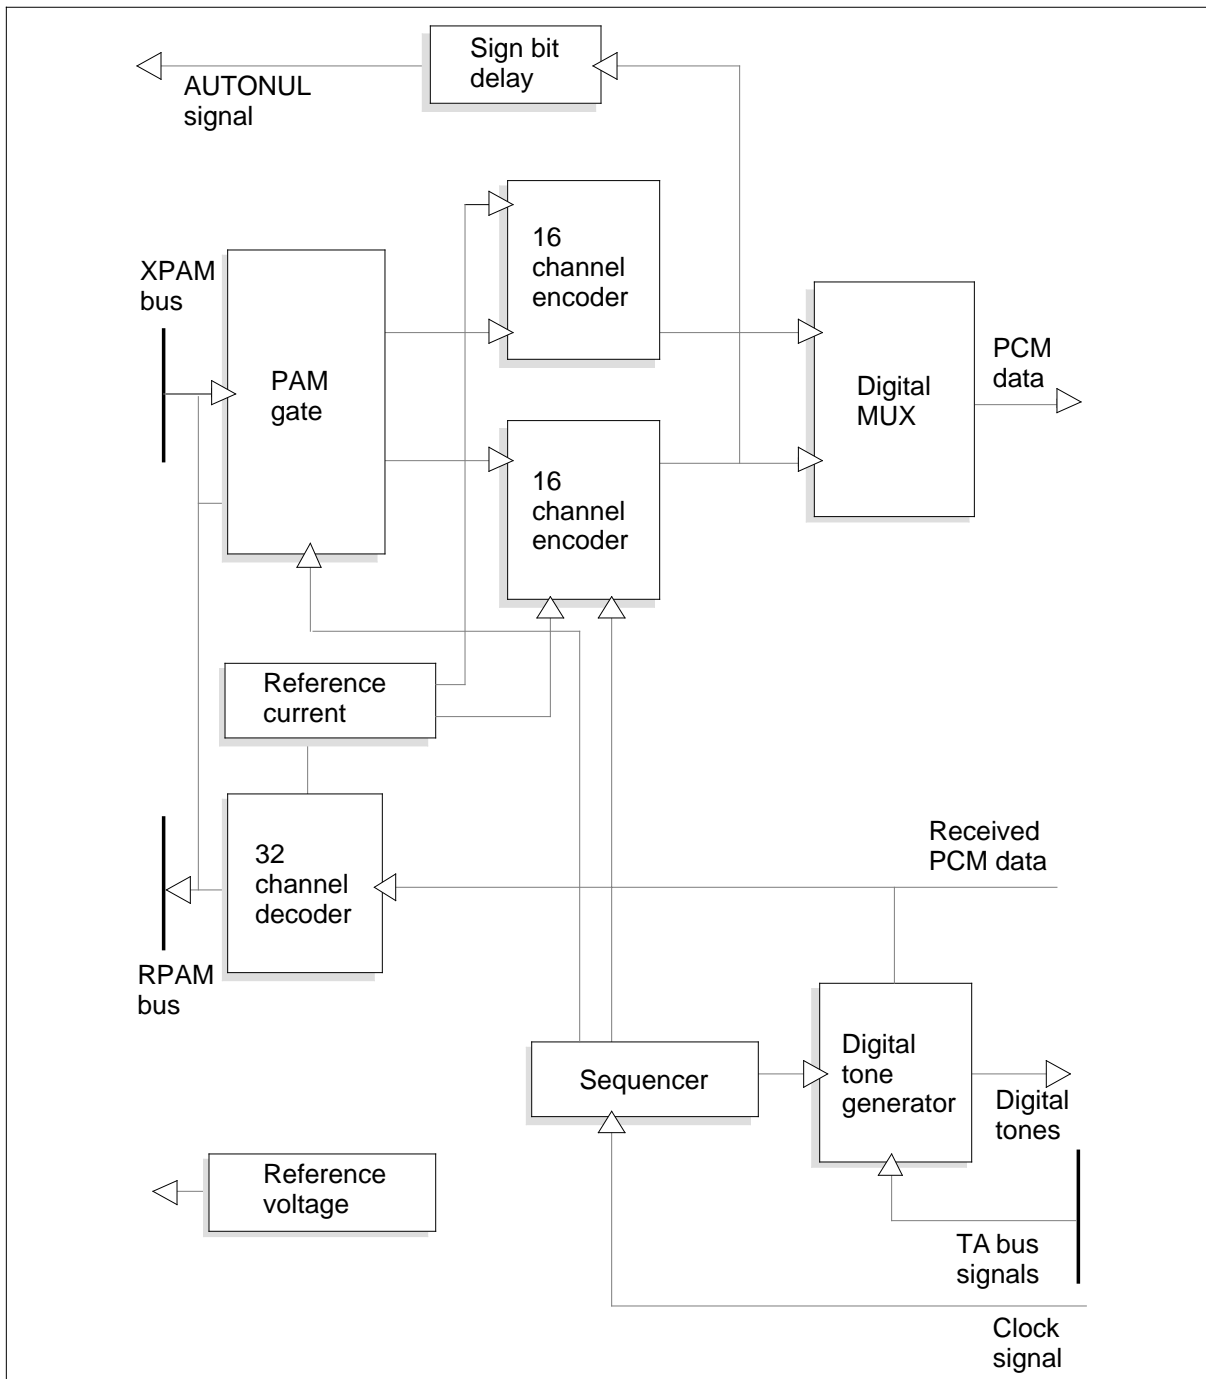 Sign bit
delay
AUTONUL
signal
16
channel
encoder
XPAM
bus
PAM
gate
Digital
MUX
PCM
data
16
channel
encoder
Reference
current
32
channel
decoder
Received
PCM data
RPAM
bus
Sequencer
Digital
tone
generator
Digital
tones
Reference
voltage
TA bus
signals
Clock
signal